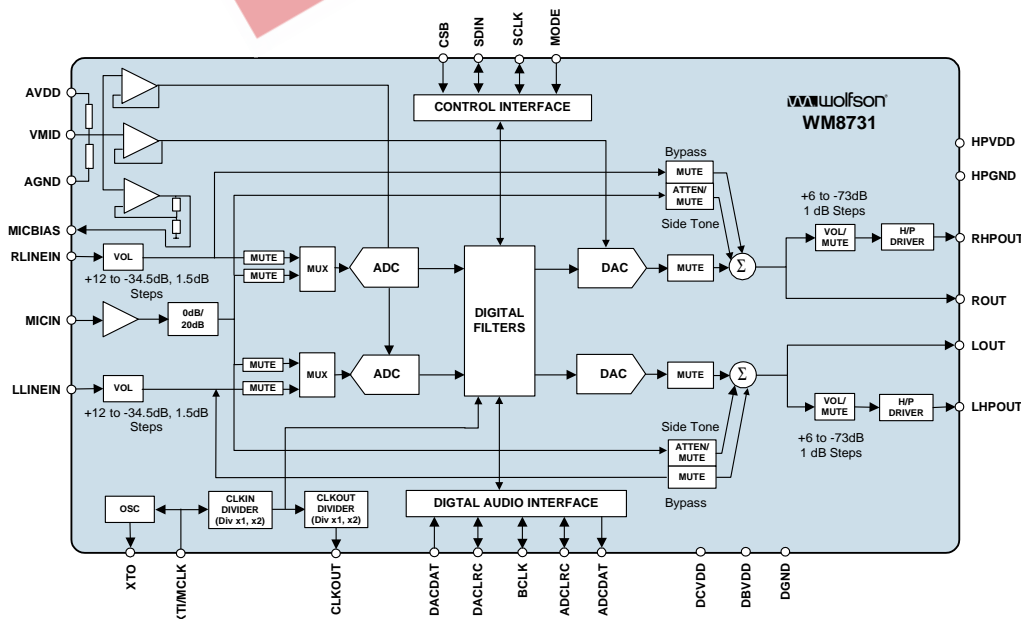 CSB
SDIN
SCLK
MODE
AVDD
VMID
AGND
MICBIAS
RLINEIN
MICIN
LLINEIN
CONTROL INTERFACE
wolfson
WM8731
HPVDD
HPGND
RHPOUT
ROUT
LOUT
LHPOUT
Bypass
MUTE
ATTEN/
MUTE
Side Tone
+6 to -73dB
1 dB Steps
VOL/
MUTE
H/P
DRIVER
VOL
+12 to -34.5dB, 1.5dB
Steps
MUTE
MUTE
MUX
ADC
DIGITAL
FILTERS
DAC
MUTE
Σ
0dB/
20dB
VOL
+12 to -34.5dB, 1.5dB
Steps
MUTE
MUTE
MUX
ADC
DAC
MUTE
Σ
VOL/
MUTE
H/P
DRIVER
+6 to -73dB
1 dB Steps
Side Tone
ATTEN/
MUTE
MUTE
Bypass
OSC
CLKIN
DIVIDER
(Div x1, x2)
CLKOUT
DIVIDER
(Div x1, x2)
DIGTAL AUDIO INTERFACE
XTO
XTI/MCLK
CLKOUT
DACDAT
DACLRC
BCLK
ADCLRC
ADCDAT
DCVDD
DBVDD
DGND